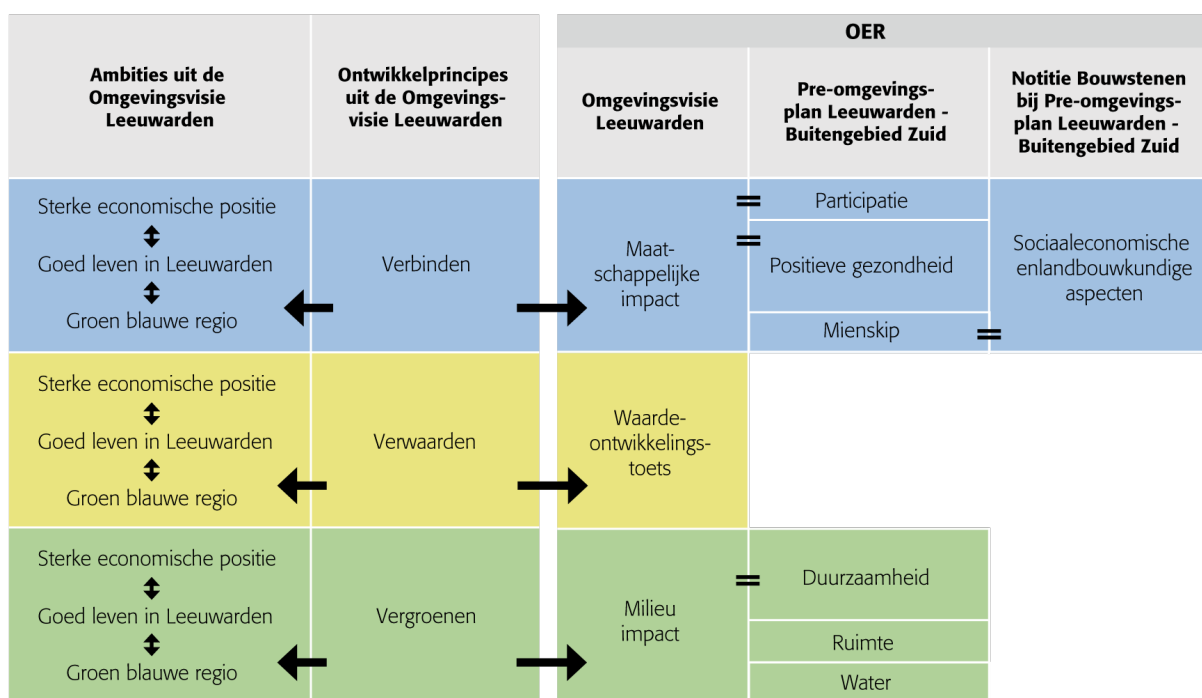 OER
Ambities uit de
Omgevingsvisie
Leeuwarden
Ontwikkelprincipes
uit de Omgevings-
visie Leeuwarden
Omgevingsvisie
Leeuwarden
Pre-omgevings-
plan Leeuwarden -
Buitengebied Zuid
Notitie Bouwstenen
bij Pre-omgevings-
plan Leeuwarden -
Buitengebied Zuid
Sterke economische positie
Goed leven in Leeuwarden
Groen blauwe regio
Verbinden
Maat-
schappelijke
impact
=
Participatie
=
Positieve gezondheid
Mienskip
=
Sociaaleconomische
enlandbouwkundige
aspecten
Sterke economische positie
Goed leven in Leeuwarden
Groen blauwe regio
Verwaarden
Waarde-
ontwikkelings-
toets
Sterke economische positie
Goed leven in Leeuwarden
Groen blauwe regio
Vergroenen
Milieu
impact
=
Duurzaamheid
Ruimte
Water